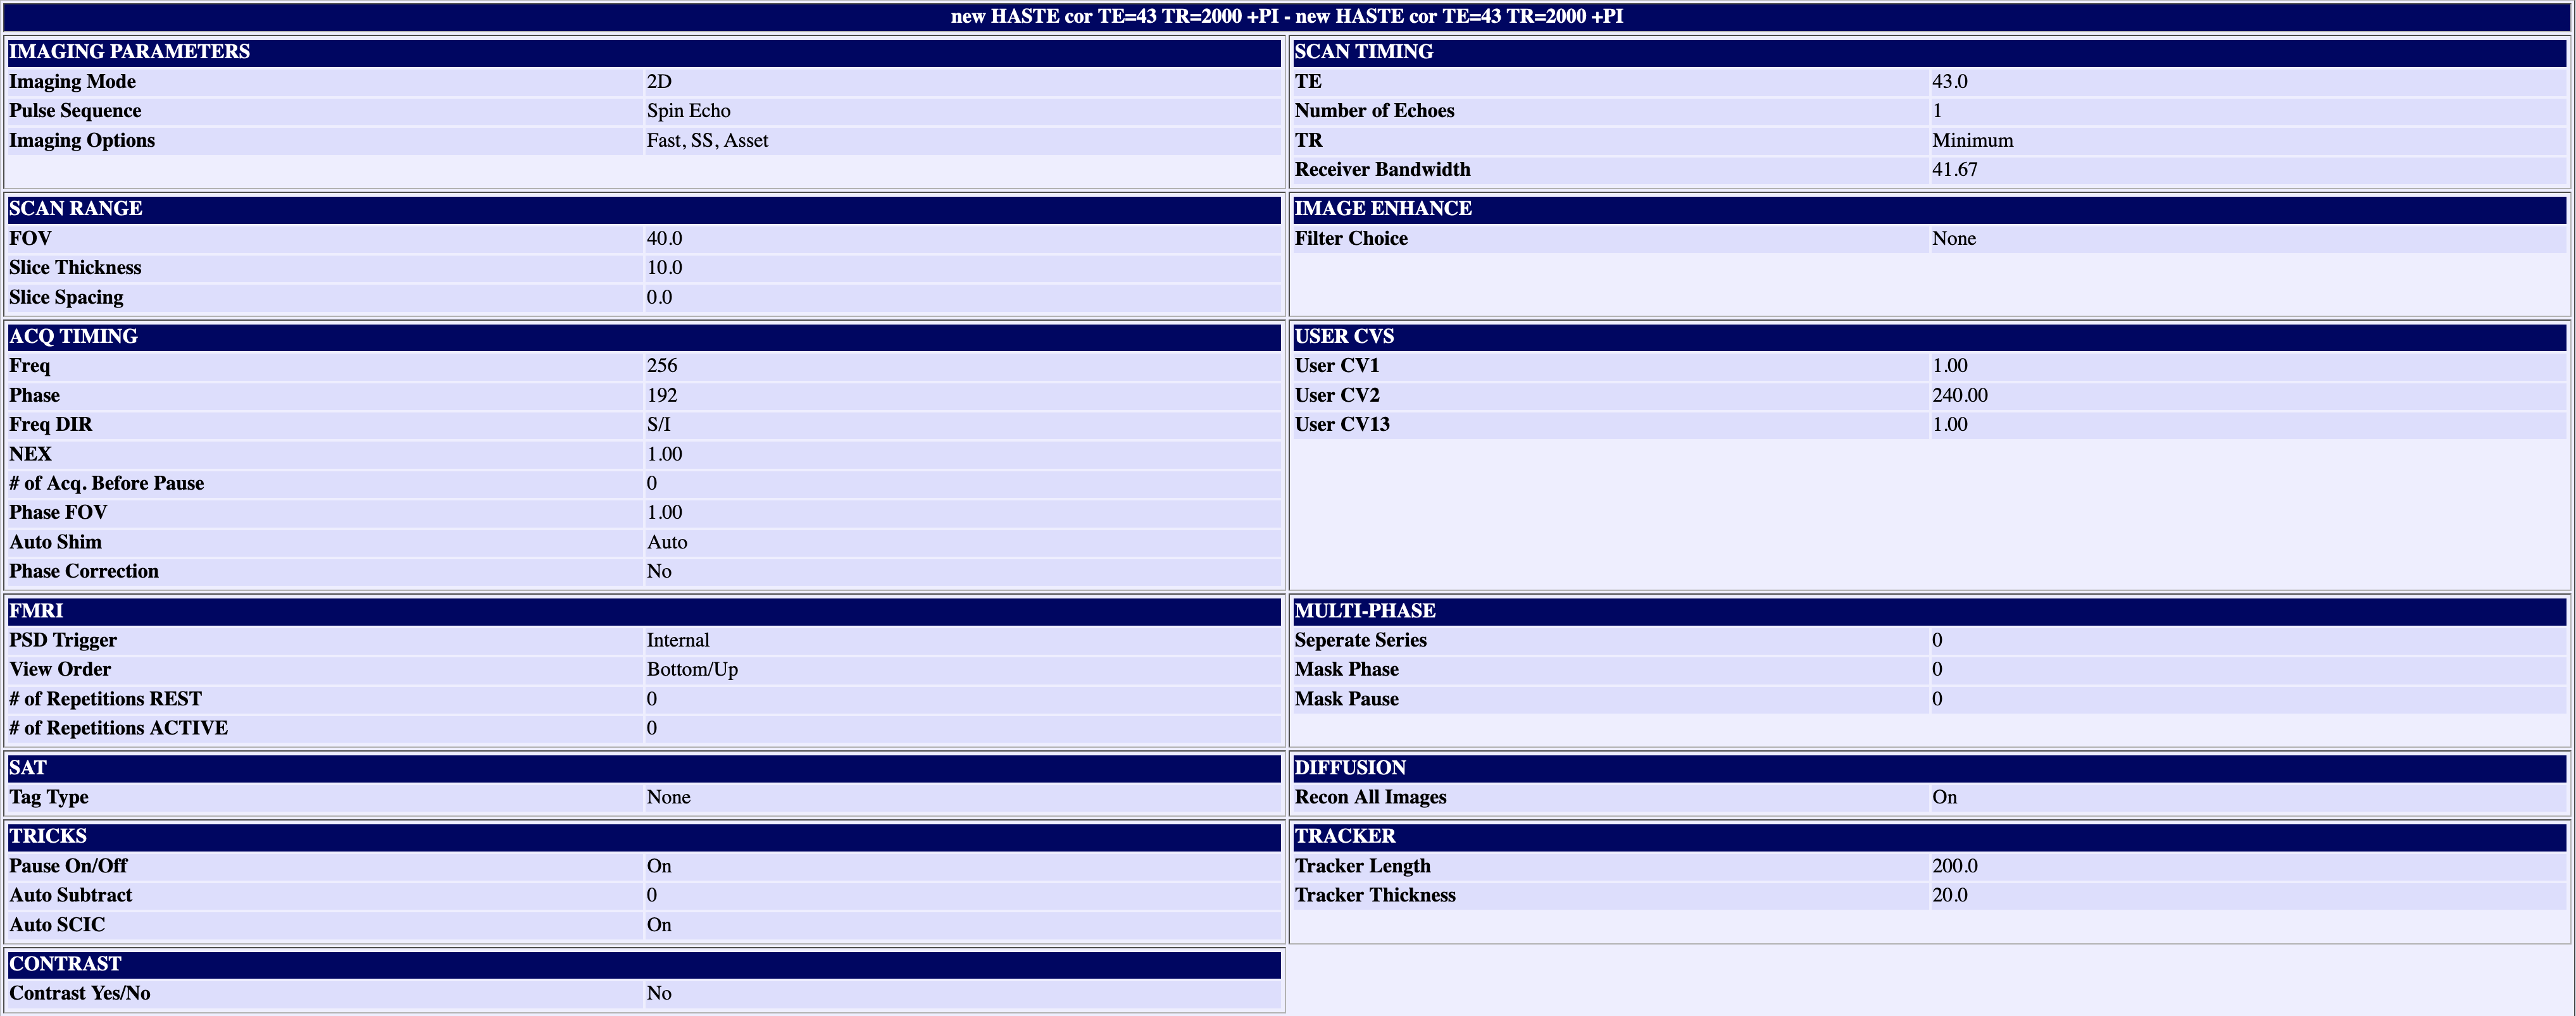 new HASTE cor TE=43 TR=2000 +PI - new HASTE cor TE=43 TR=2000 +PI
IMAGING PARAMETERS
Imaging Mode 2D
Pulse Sequence Spin Echo
Imaging Options Fast, SS, Asset
SCAN TIMING
TE 43.0
Number of Echoes 1
TR Minimum
Receiver Bandwidth 41.67
SCAN RANGE
FOV 40.0
Slice Thickness 10.0
Slice Spacing 0.0
IMAGE ENHANCE
Filter Choice None
ACQ TIMING
Freq 256
Phase 192
Freq DIR S/I
NEX 1.00
# of Acq. Before Pause 0
Phase FOV 1.00
Auto Shim Auto
Phase Correction No
USER CVS
User CV1 1.00
User CV2 240.00
User CV13 1.00
FMRI
PSD Trigger Internal
View Order Bottom/Up
# of Repetitions REST 0
# of Repetitions ACTIVE 0
MULTI-PHASE
Seperate Series 0
Mask Phase 0
Mask Pause 0
SAT
Tag Type None
DIFFUSION
Recon All Images On
TRICKS
Pause On/Off On
Auto Subtract 0
Auto SCIC On
TRACKER
Tracker Length 200.0
Tracker Thickness 20.0
CONTRAST
Contrast Yes/No No